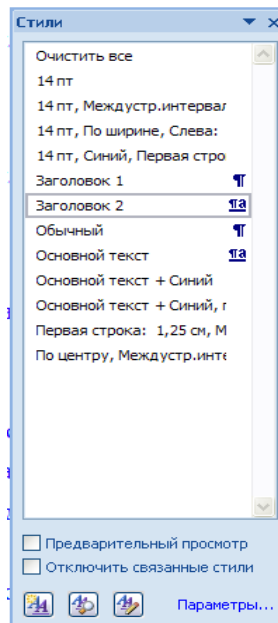 Стили
Очистить все
14 пт
14 пт, Междустр.интервал
14 пт, По ширине, Слева:
14 пт, Синий, Первая стро
Заголовок 1 ¶
Заголовок 2 ¶a
Обычный ¶
Основной текст ¶a
Основной текст + Синий
Основной текст + Синий, г
Первая строка: 1,25 см, М
По центру, Междустр.инте
Предварительный просмотр
Отключить связанные стили
Параметры...